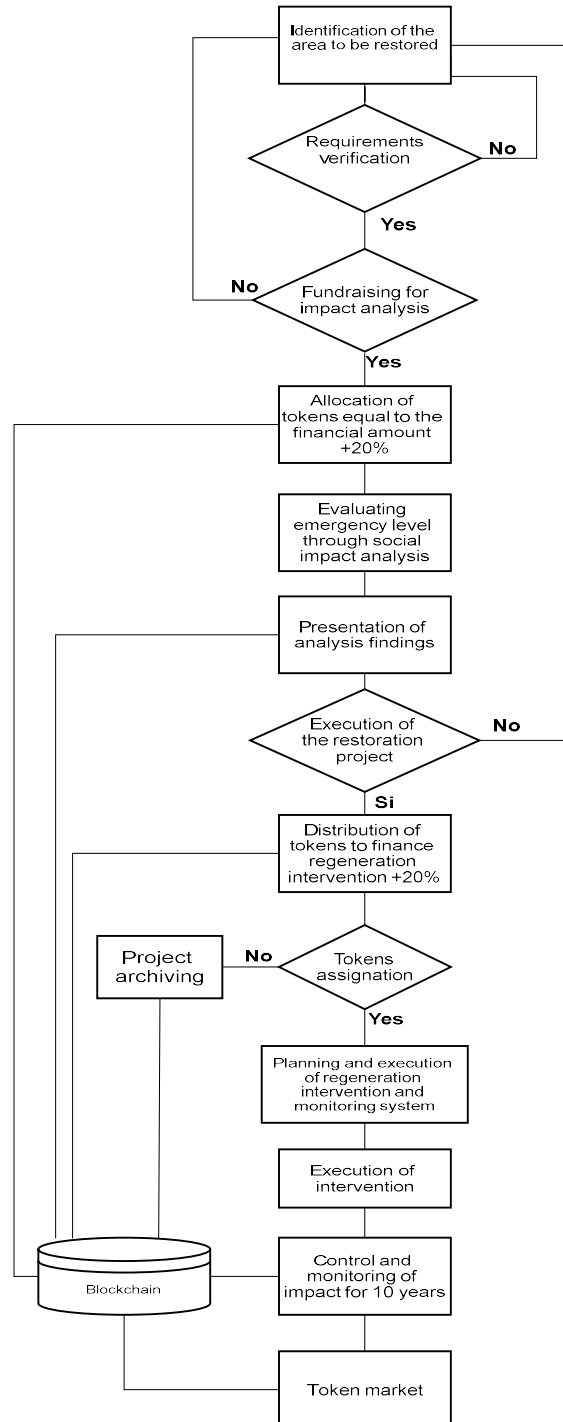 Identification of the
area to be restored
Requirements
verification
No
Yes
Fundraising for
impact analysis
No
Yes
Allocation of
tokens equal to the
financial amount
+20%
Evaluating
emergency level
through social
impact analysis
Presentation of
analysis findings
Execution of
the restoration
project
No
Si
Distribution of
tokens to finance
regeneration
intervention +20%
Tokens
assignation
No
Project
archiving
Yes
Planning and execution
of regeneration
intervention and
monitoring system
Execution of
intervention
Control and
monitoring of
impact for 10 years
Blockchain
Token market